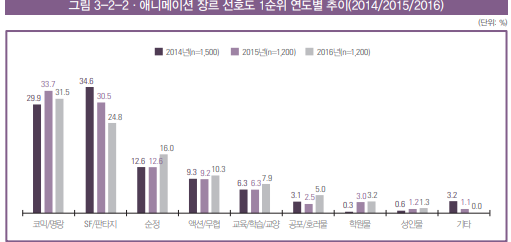 그림 3-2-2 · 애니메이션 장르 선호도 1순위 연도별 추이(2014/2015/2016)
(단위: %)
2014년(n=1,500) 2015년(n=1,200) 2016년(n=1,200)
29.9 33.7 31.5 34.6 30.5 24.8 12.6 12.6 16.0 9.3 9.2 10.3 6.3 6.3 7.9 3.1 2.5 5.0 0.3 3.0 3.2 0.6 1.2 1.3 3.2 1.1 0.0
코믹/명랑 SF/판타지 순정 액션/무협 교육/학습/교양 공포/호러물 학원물 성인물 기타